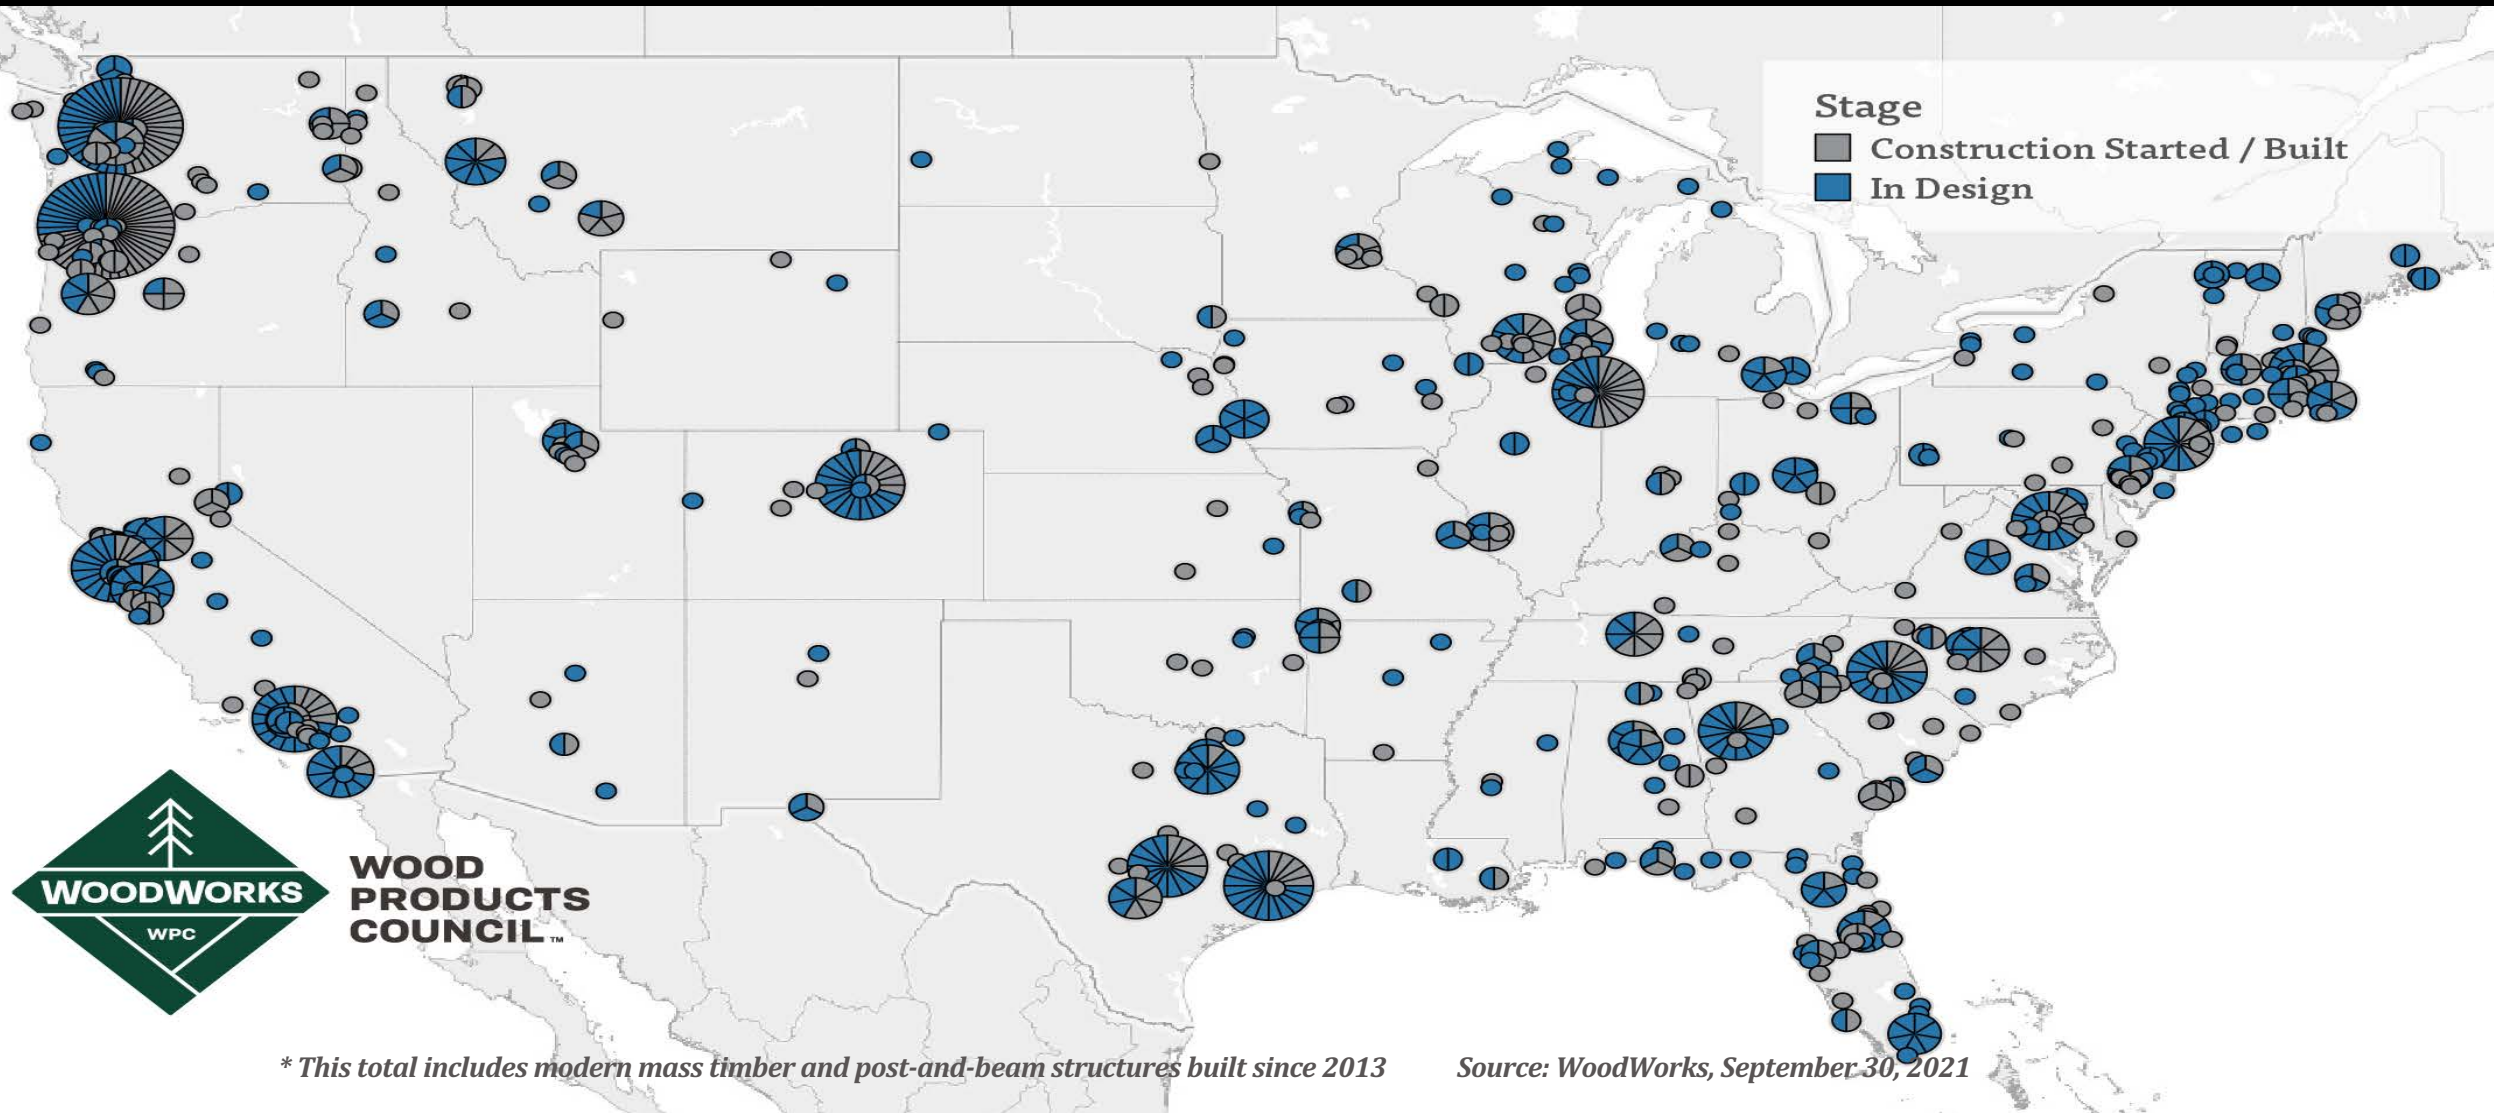 Stage
Construction Started / Built
In Design
WOODWORKS
WPC
WOOD
PRODUCTS
COUNCIL™
* This total includes modern mass timber and post-and-beam structures built since 2013
Source: WoodWorks, September 30, 2021